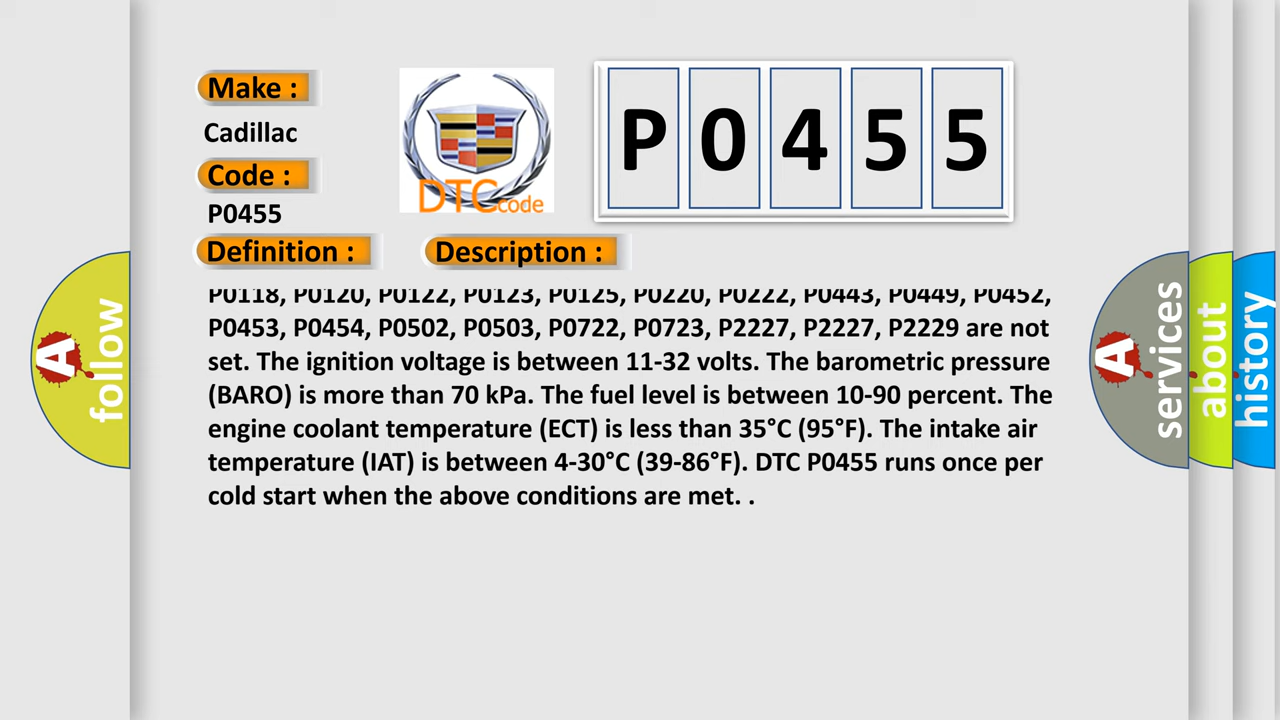 Make :
Cadillac
Code :
P0455
Definition :
Description :
DTC code
P 0 4 5 5
P0118, P0120, P0122, P0123, P0125, P0220, P0222, P0443, P0449, P0452,
P0453, P0454, P0502, P0503, P0722, P0723, P2227, P2227, P2229 are not
set. The ignition voltage is between 11-32 volts. The barometric pressure
(BARO) is more than 70 kPa. The fuel level is between 10-90 percent. The
engine coolant temperature (ECT) is less than 35°C (95°F). The intake air
temperature (IAT) is between 4-30°C (39-86°F). DTC P0455 runs once per
cold start when the above conditions are met. .
A follow
A services
about
history